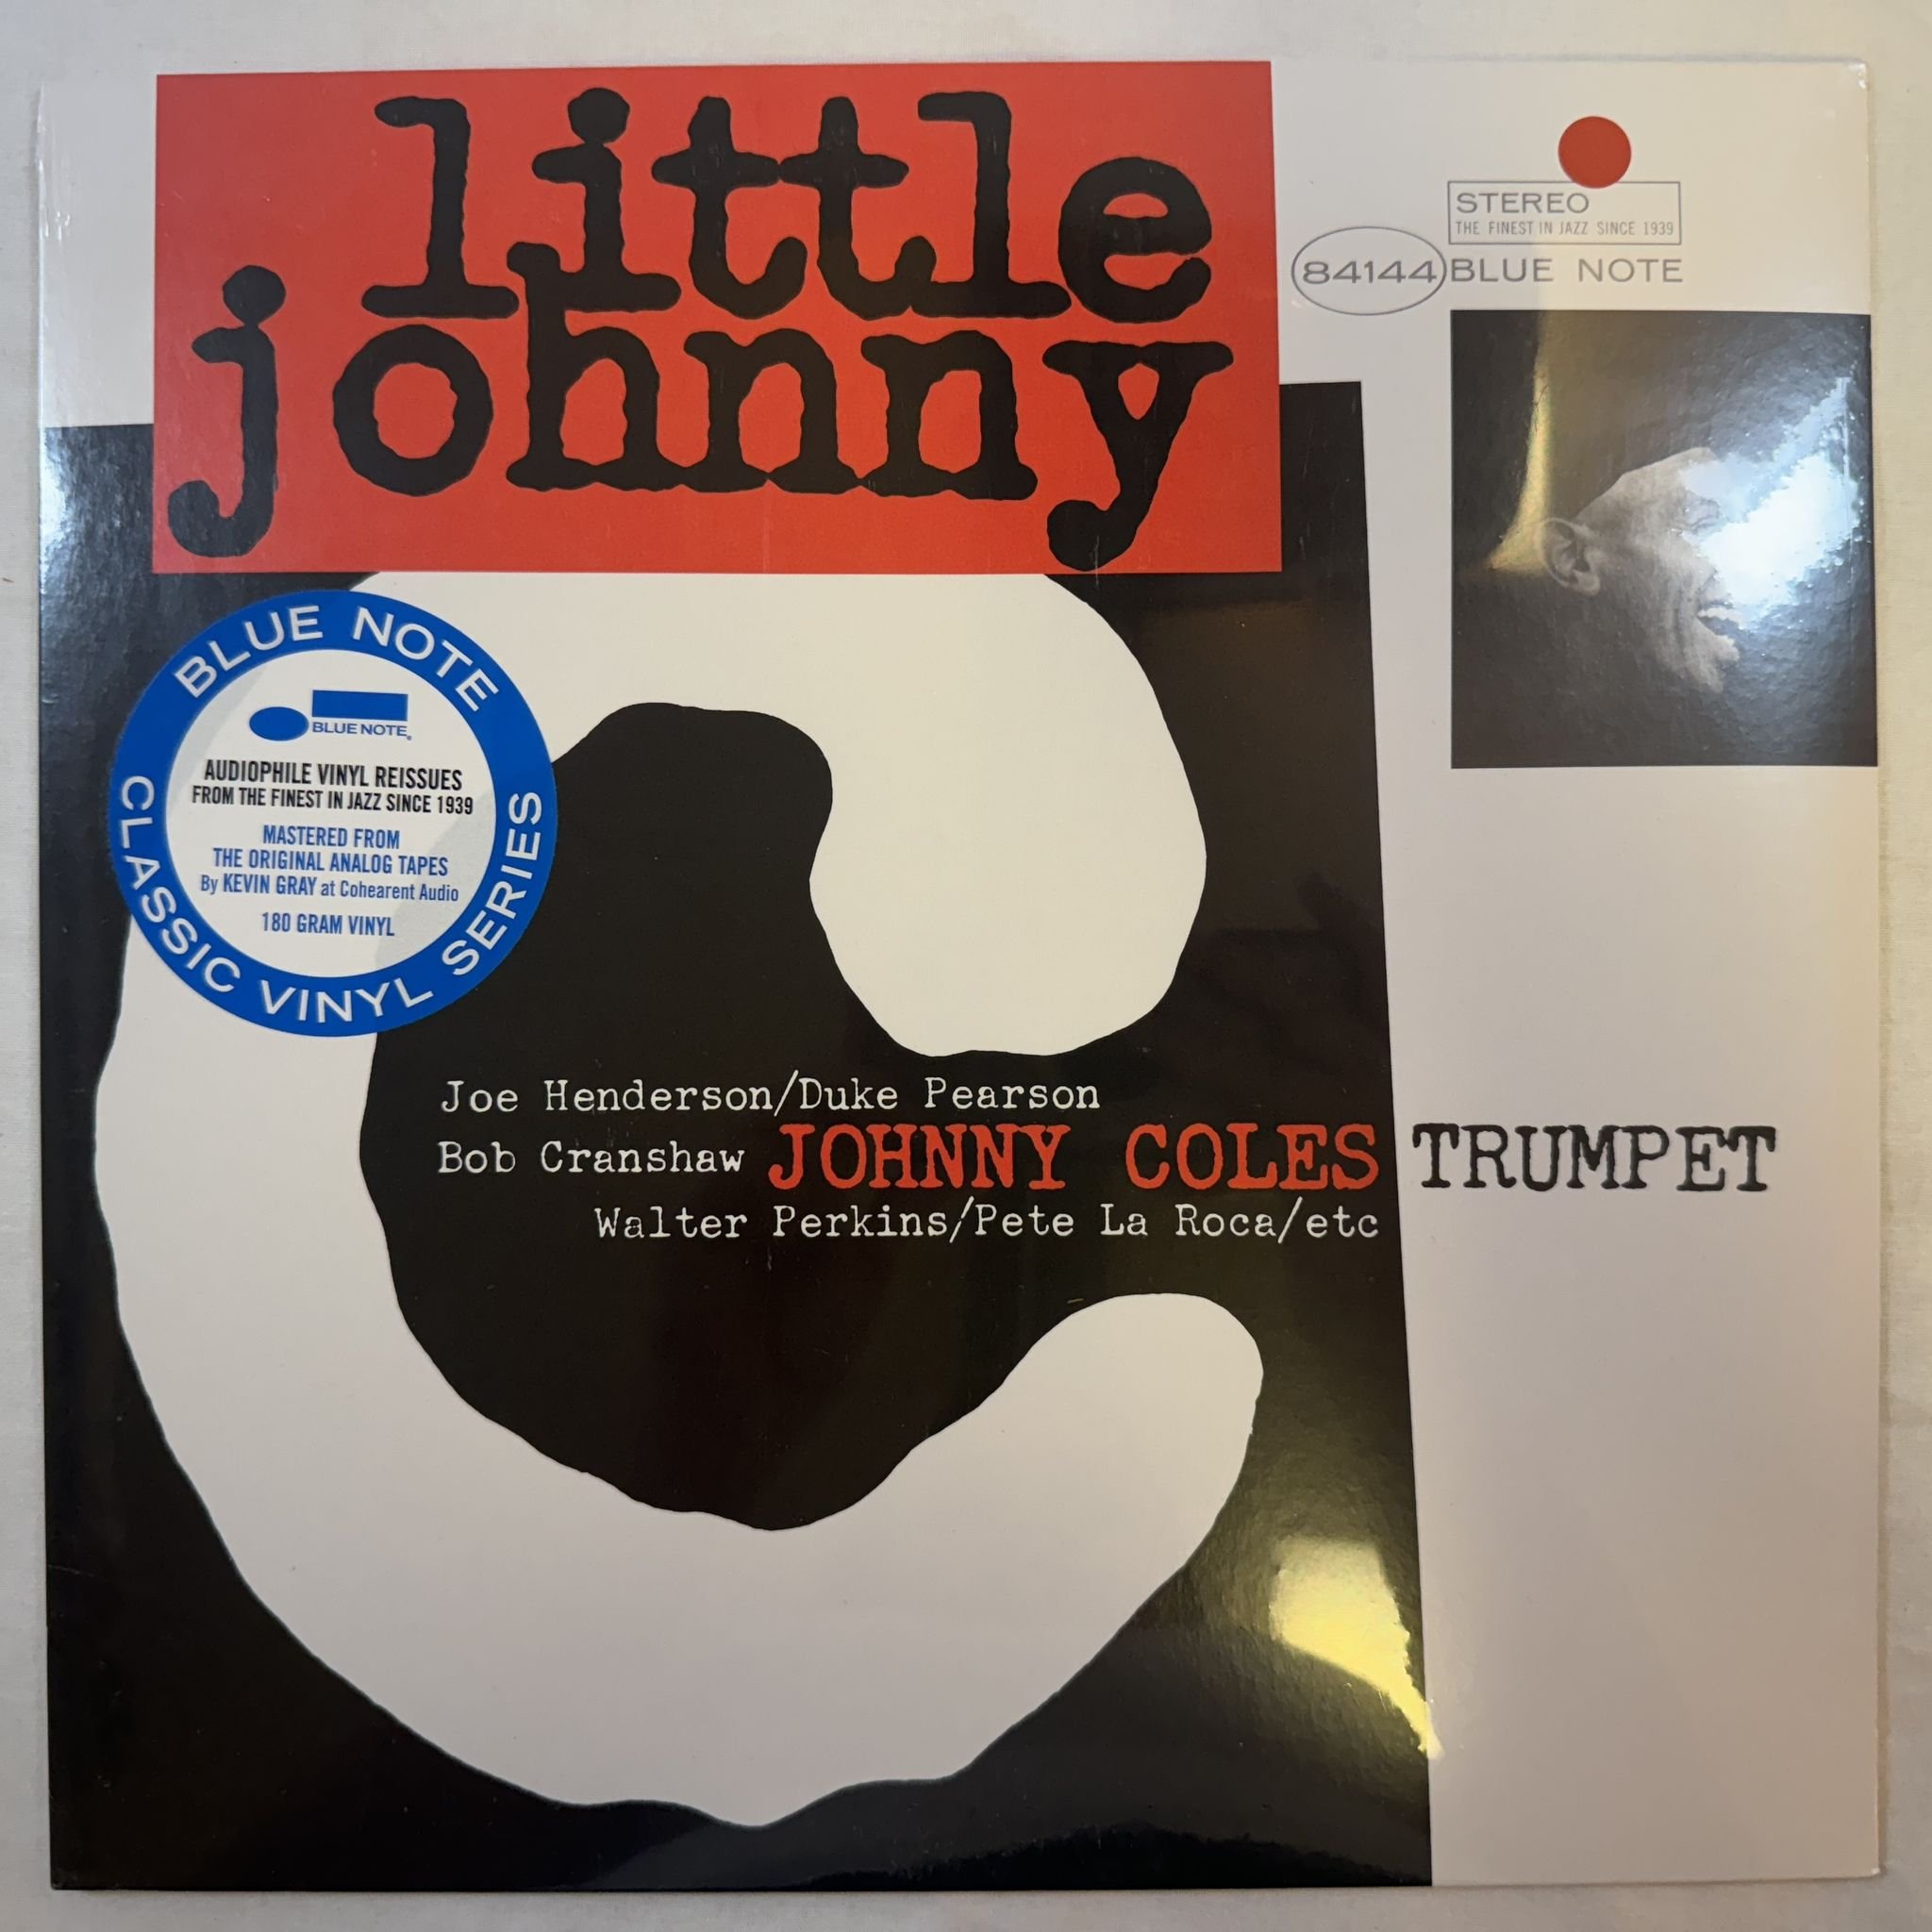 little
johnny
STEREO
THE FINEST IN JAZZ SINCE 1939
84144 BLUE NOTE
BLUE NOTE
CLASSIC VINYL SERIES
BLUE NOTE
AUDIOPHILE VINYL REISSUES
FROM THE FINEST IN JAZZ SINCE 1939
MASTERED FROM
THE ORIGINAL ANALOG TAPES
By KEVIN GRAY at Cohearent Audio
180 GRAM VINYL
Joe Henderson/Duke Pearson
Bob Cranshaw JOHNNY COLES TRUMPET
Walter Perkins/Pete La Roca/etc